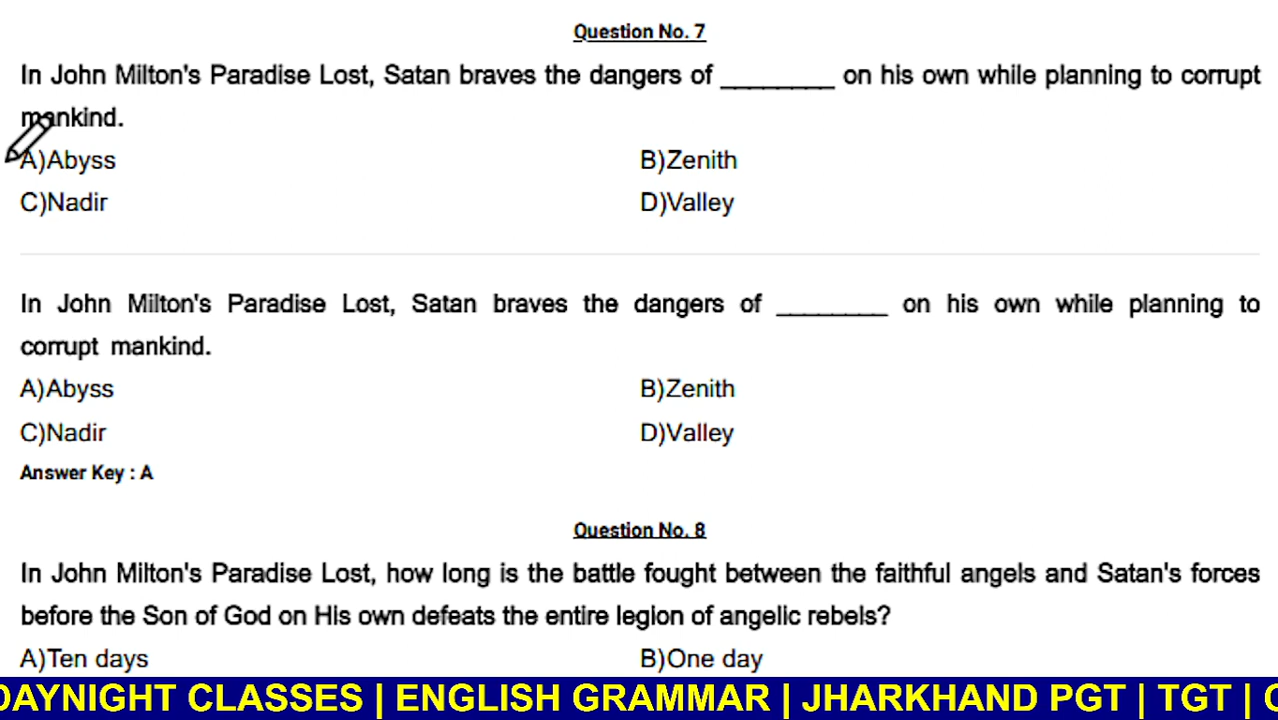 Question No. 7
In John Milton's Paradise Lost, Satan braves the dangers of ________ on his own while planning to corrupt
mankind.
A)Abyss B)Zenith
C)Nadir D)Valley
In John Milton's Paradise Lost, Satan braves the dangers of ________ on his own while planning to
corrupt mankind.
A)Abyss B)Zenith
C)Nadir D)Valley
Answer Key : A
Question No. 8
In John Milton's Paradise Lost, how long is the battle fought between the faithful angels and Satan's forces
before the Son of God on His own defeats the entire legion of angelic rebels?
A)Ten days B)One day
DAYNIGHT CLASSES | ENGLISH GRAMMAR | JHARKHAND PGT | TGT |